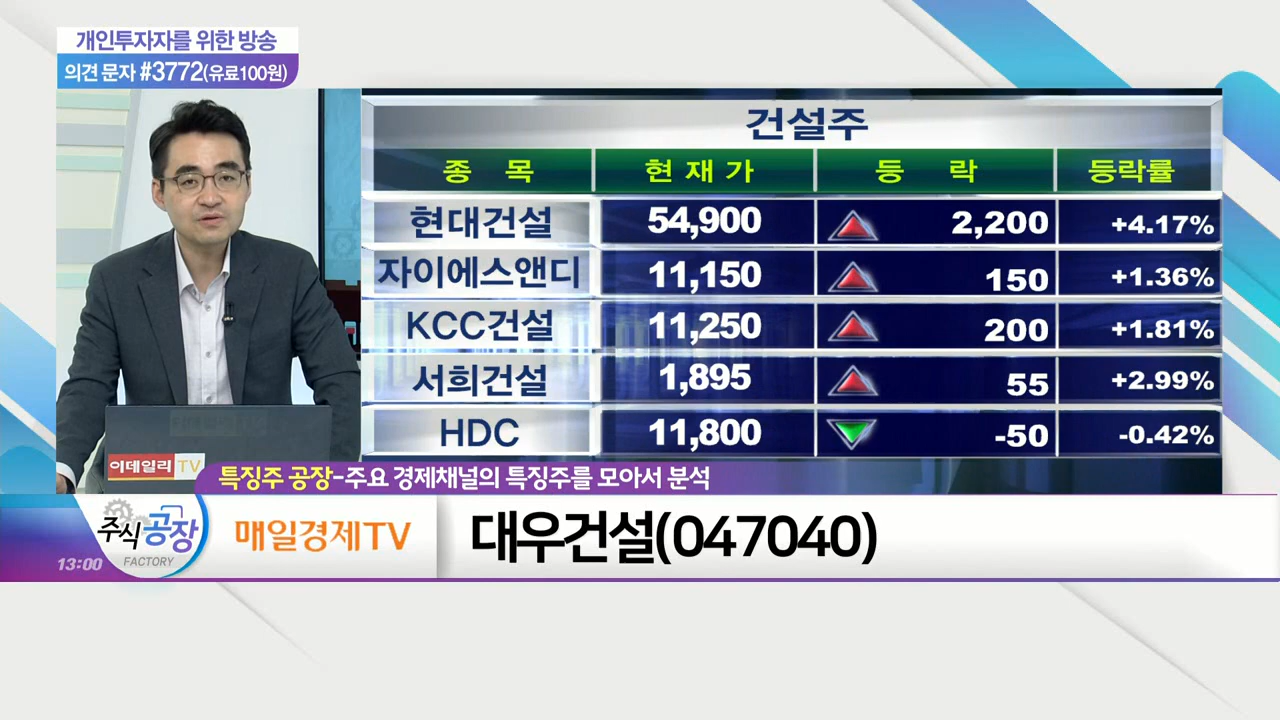 개인투자자를 위한 방송
의견 문자 #3772(유료100원)
건설주
종 목 현 재 가 등 락 등락률
현대건설 54,900 2,200 +4.17%
자이에스앤디 11,150 150 +1.36%
KCC건설 11,250 200 +1.81%
서희건설 1,895 55 +2.99%
HDC 11,800 -50 -0.42%
이데일리 TV
특징주 공장-주요 경제채널의 특징주를 모아서 분석
주식공장
FACTORY
13:00
매일경제TV
대우건설(047040)